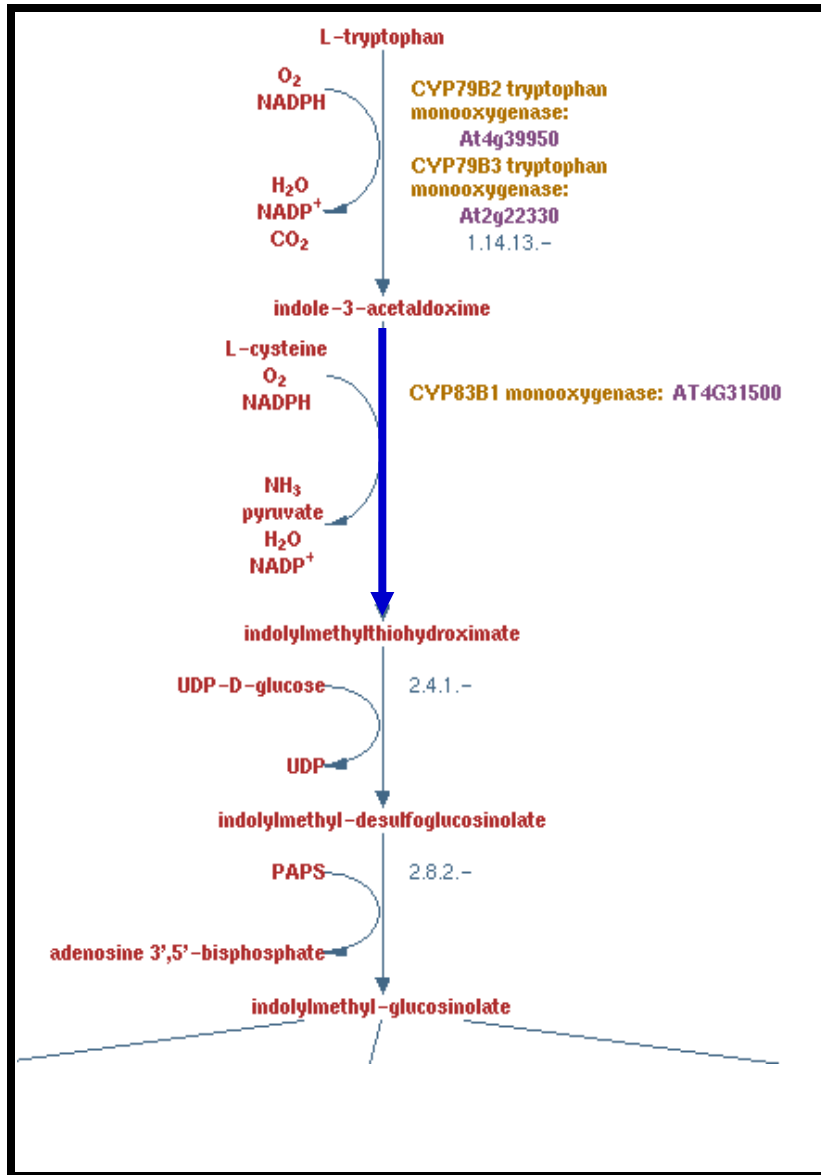 L-tryptophan
O₂
NADPH
CYP79B2 tryptophan
monooxygenase:
At4g39950
CYP79B3 tryptophan
monooxygenase:
At2g22330
1.14.13.-
H₂O
NADP⁺
CO₂
indole-3-acetaldoxime
L-cysteine
O₂
NADPH
CYP83B1 monooxygenase: AT4G31500
NH₃
pyruvate
H₂O
NADP⁺
indolylmethylthiohydroximate
UDP-D-glucose
2.4.1.-
UDP
indolylmethyl-desulfoglucosinolate
PAPS
2.8.2.-
adenosine 3',5'-bisphosphate
indolylmethyl-glucosinolate